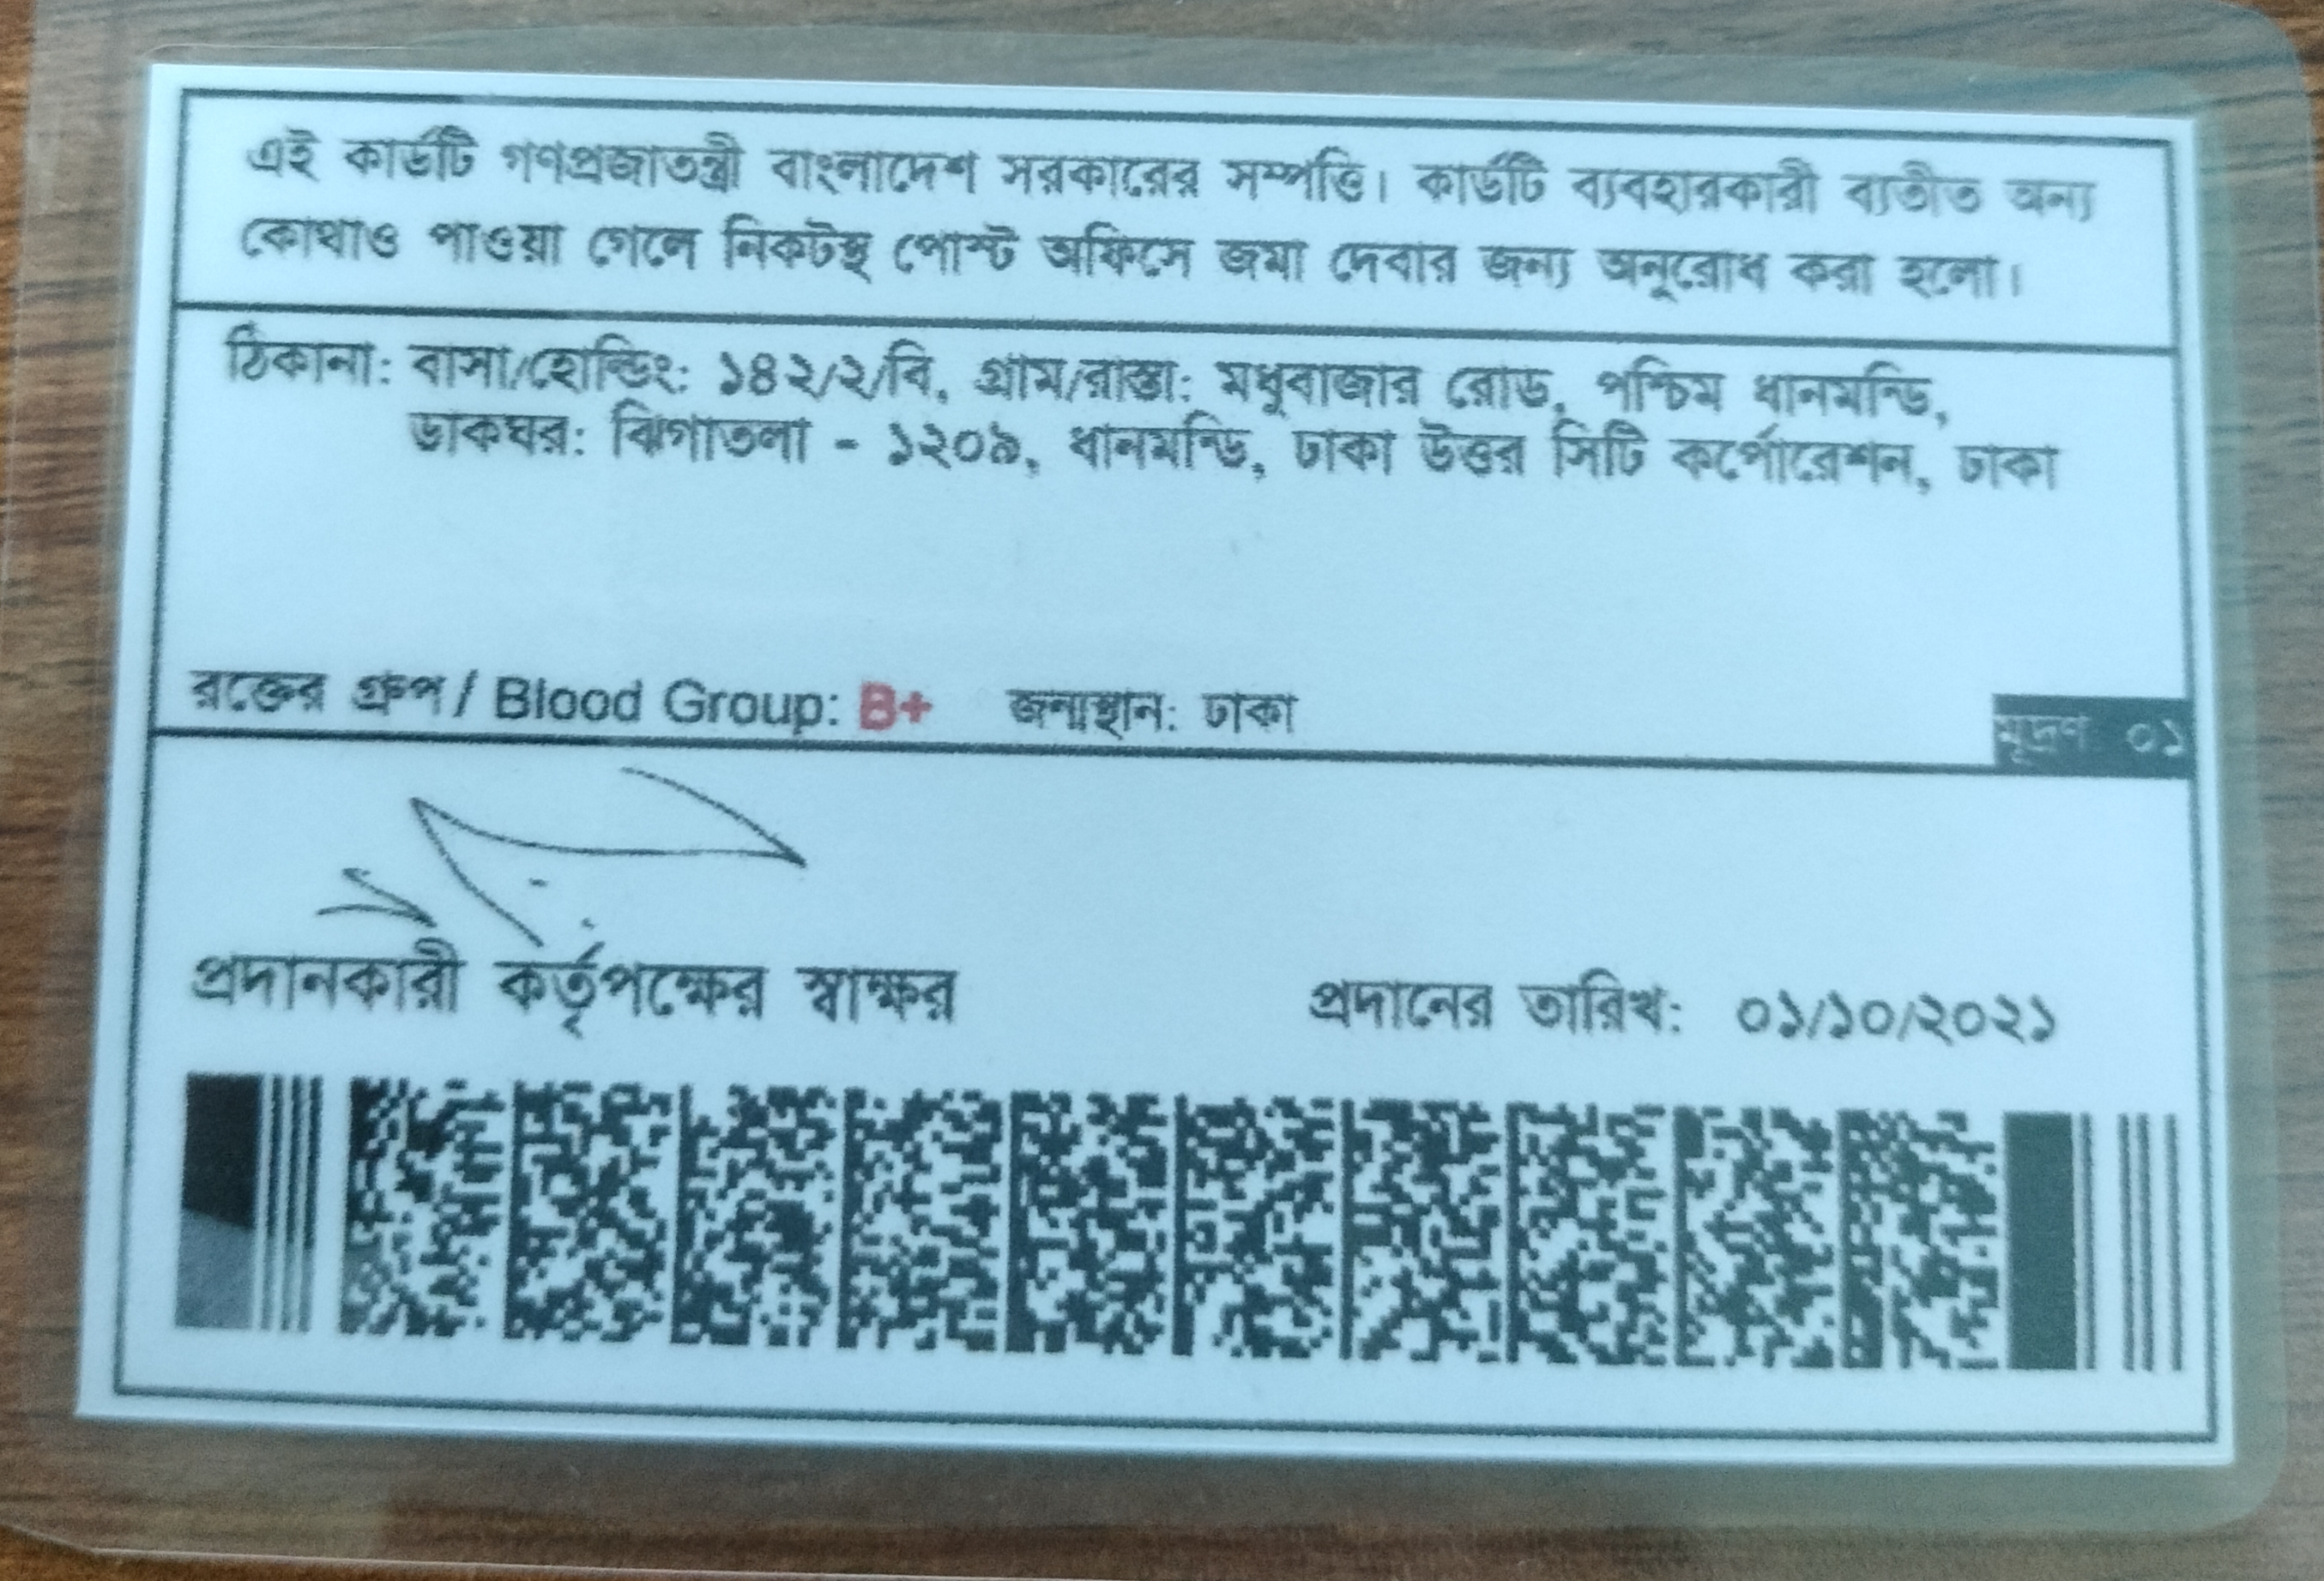 এই কার্ডটি গণপ্রজাতন্ত্রী বাংলাদেশ সরকারের সম্পত্তি। কার্ডটি ব্যবহারকারী ব্যতীত অন্য
কোথাও পাওয়া গেলে নিকটস্থ পোস্ট অফিসে জমা দেবার জন্য অনুরোধ করা হলো।
ঠিকানা: বাসা/হোল্ডিং: ১৪২/২/বি, গ্রাম/রাস্তা: মধুবাজার রোড, পশ্চিম ধানমন্ডি,
ডাকঘর: ঝিগাতলা - ১২০৯, ধানমন্ডি, ঢাকা উত্তর সিটি কর্পোরেশন, ঢাকা
রক্তের গ্রুপ / Blood Group: B+ জন্মস্থান: ঢাকা
মূদ্রণ: ০১
প্রদানকারী কর্তৃপক্ষের স্বাক্ষর প্রদানের তারিখ: ০১/১০/২০২১